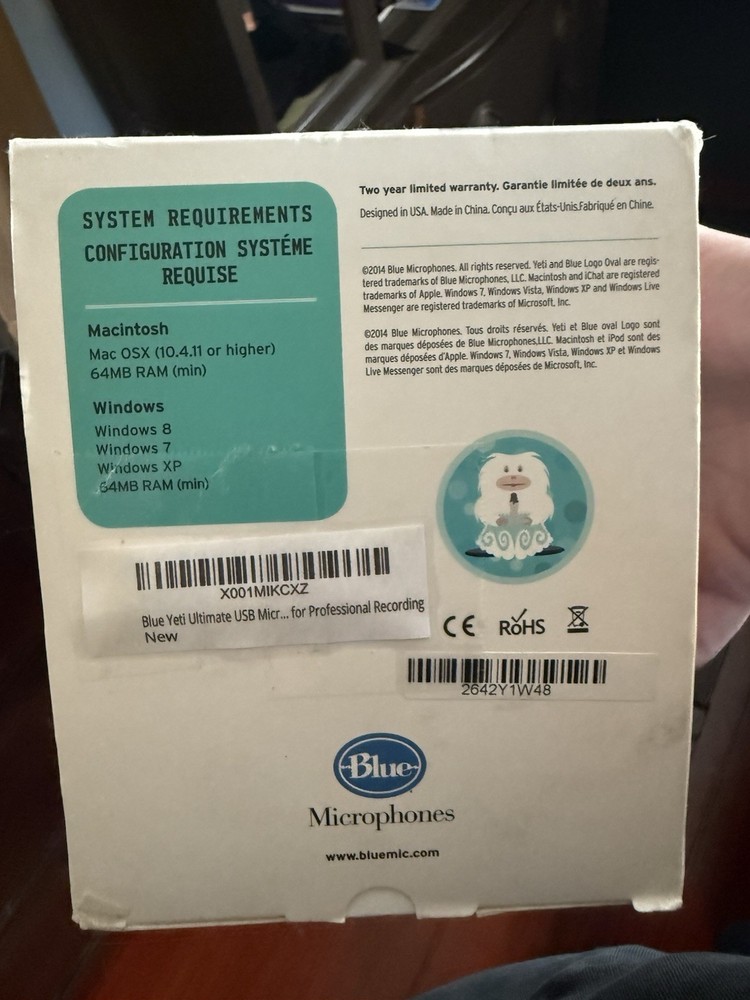 SYSTEM REQUIREMENTS
CONFIGURATION SYSTÉME
REQUISE
Macintosh
Mac OSX (10.4.11 or higher)
64MB RAM (min)
Windows
Windows 8
Windows 7
Windows XP
64MB RAM (min)
Two year limited warranty. Garantie limitée de deux ans.
Designed in USA. Made in China. Conçu aux États-Unis.Fabriqué en Chine.
©2014 Blue Microphones. All rights reserved. Yeti and Blue Logo Oval are regis-
tered trademarks of Blue Microphones, LLC. Macintosh and iChat are registered
trademarks of Apple. Windows 7, Windows Vista, Windows XP and Windows Live
Messenger are registered trademarks of Microsoft, Inc.
©2014 Blue Microphones. Tous droits réservés. Yeti et Blue oval Logo sont
des marques déposées de Blue Microphones,LLC. Macintosh et iPod sont des
marques déposées d'Apple. Windows 7, Windows Vista, Windows XP et Windows
Live Messenger sont des marques déposées de Microsoft, Inc.
X001MIKCXZ
Blue Yeti Ultimate USB Micr... for Professional Recording
New
CE RoHS
2642Y1W48
Blue
Microphones
www.bluemic.com